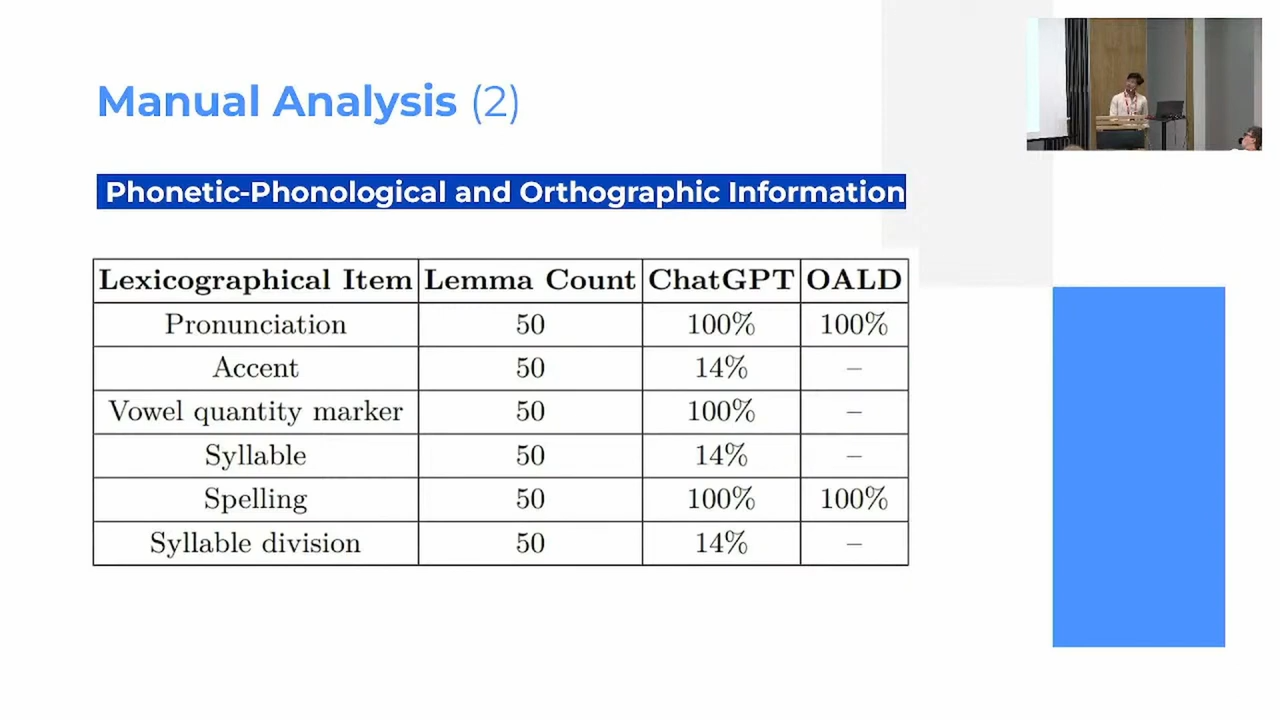 Manual Analysis (2)
Phonetic-Phonological and Orthographic Information
Lexicographical Item Lemma Count ChatGPT OALD
Pronunciation 50 100% 100%
Accent 50 14% –
Vowel quantity marker 50 100% –
Syllable 50 14% –
Spelling 50 100% 100%
Syllable division 50 14% –